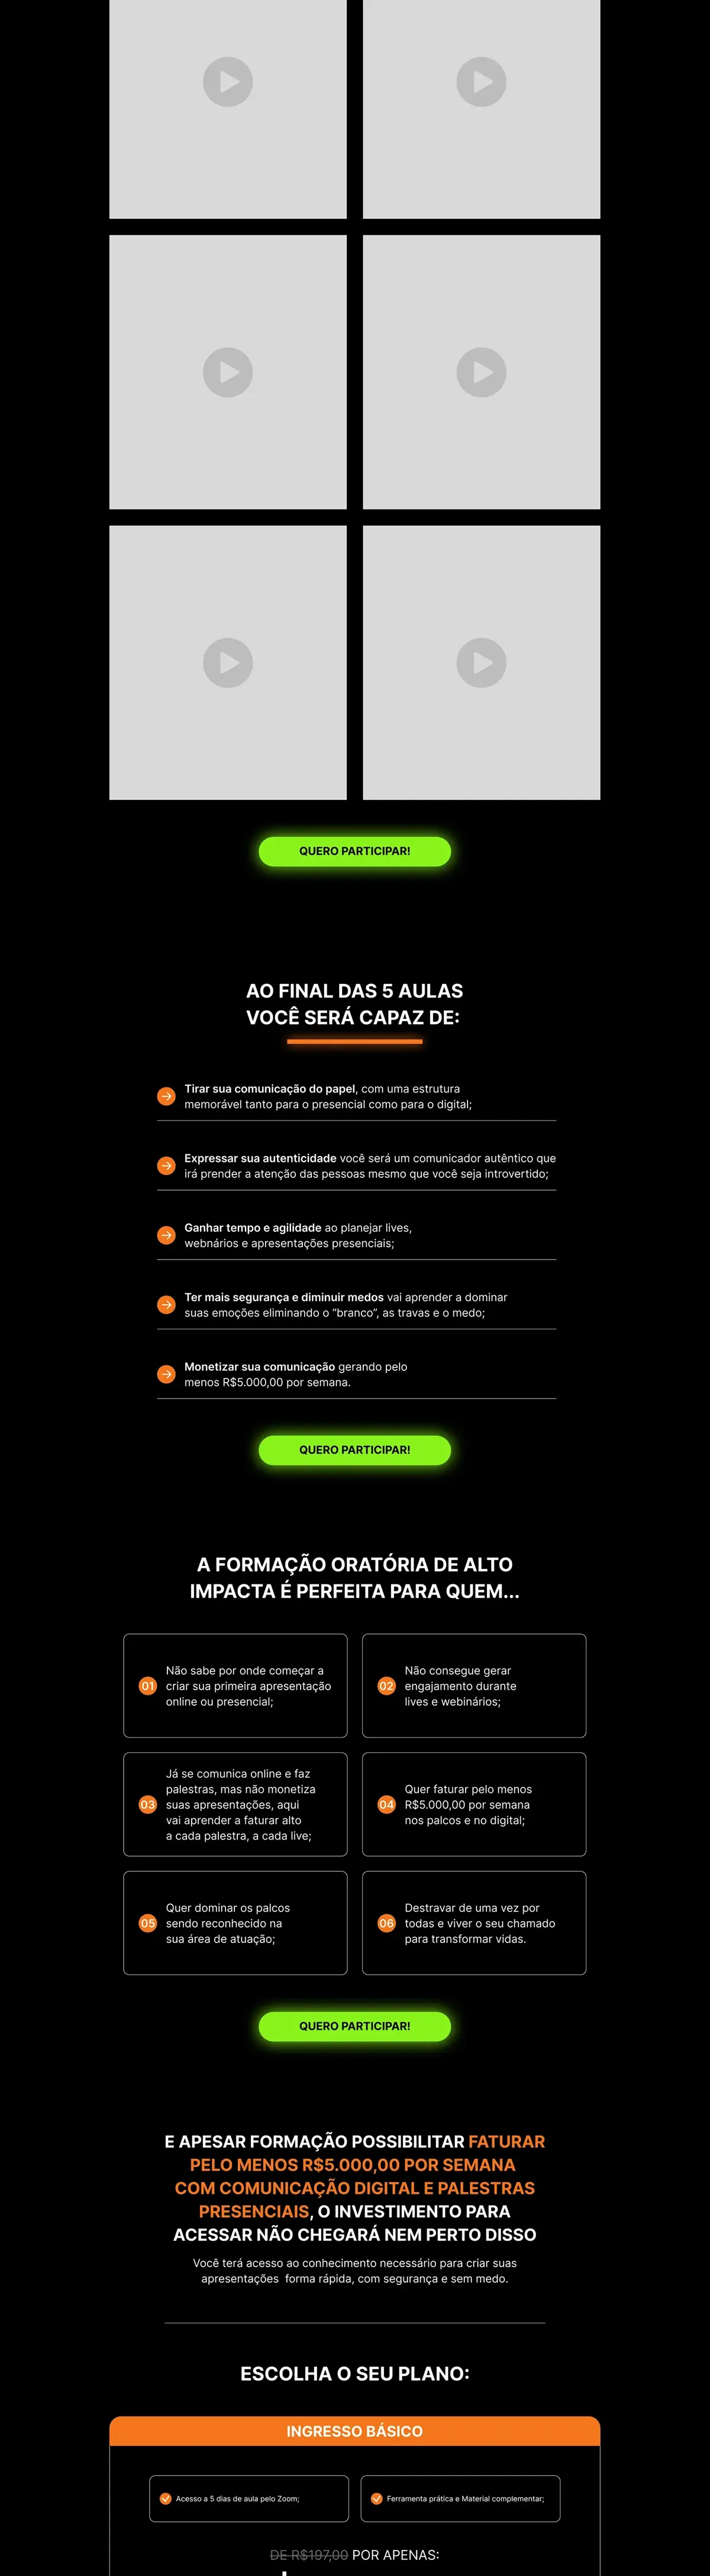 QUERO PARTICIPAR!
AO FINAL DAS 5 AULAS
VOCÊ SERÁ CAPAZ DE:
Tirar sua comunicação do papel, com uma estrutura
memorável tanto para o presencial como para o digital;
Expressar sua autenticidade você será um comunicador autêntico que
irá prender a atenção das pessoas mesmo que você seja introvertido;
Ganhar tempo e agilidade ao planejar lives,
webnários e apresentações presenciais;
Ter mais segurança e diminuir medos vai aprender a dominar
suas emoções eliminando o “branco”, as travas e o medo;
Monetizar sua comunicação gerando pelo
menos R$5.000,00 por semana.
QUERO PARTICIPAR!
A FORMAÇÃO ORATÓRIA DE ALTO
IMPACTA É PERFEITA PARA QUEM...
01
Não sabe por onde começar a
criar sua primeira apresentação
online ou presencial;
02
Não consegue gerar
engajamento durante
lives e webinários;
03
Já se comunica online e faz
palestras, mas não monetiza
suas apresentações, aqui
vai aprender a faturar alto
a cada palestra, a cada live;
04
Quer faturar pelo menos
R$5.000,00 por semana
nos palcos e no digital;
05
Quer dominar os palcos
sendo reconhecido na
sua área de atuação;
06
Destravar de uma vez por
todas e viver o seu chamado
para transformar vidas.
QUERO PARTICIPAR!
E APESAR FORMAÇÃO POSSIBILITAR FATURAR
PELO MENOS R$5.000,00 POR SEMANA
COM COMUNICAÇÃO DIGITAL E PALESTRAS
PRESENCIAIS, O INVESTIMENTO PARA
ACESSAR NÃO CHEGARÁ NEM PERTO DISSO
Você terá acesso ao conhecimento necessário para criar suas
apresentações  forma rápida, com segurança e sem medo.
ESCOLHA O SEU PLANO:
INGRESSO BÁSICO
Acesso a 5 dias de aula pelo Zoom;
Ferramenta prática e Material complementar;
DE R$197,00 POR APENAS: